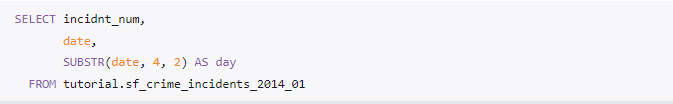 SELECT incidnt_num,
date,
SUBSTR(date, 4, 2) AS day
FROM tutorial.sf_crime_incidents_2014_01